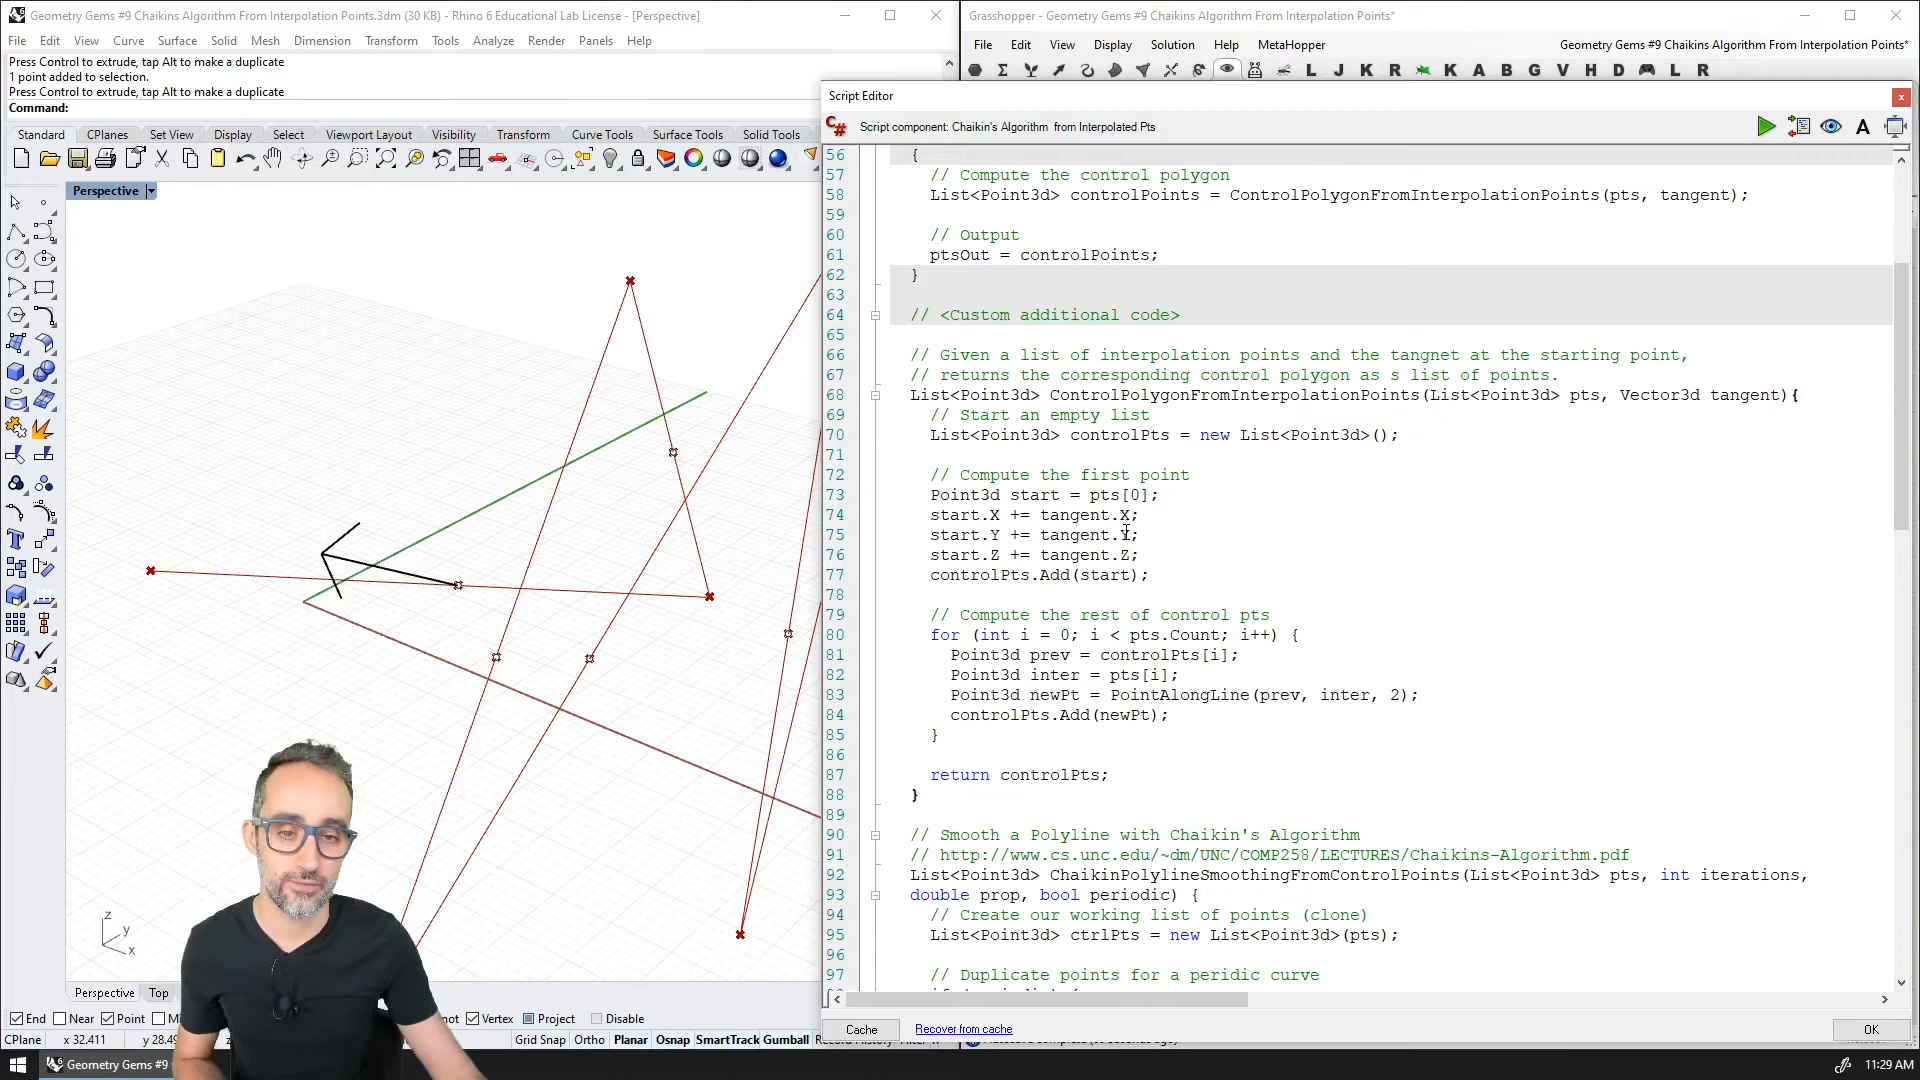 Geometry Gems #9 Chaikins Algorithm From Interpolation Points.3dm (30 KB) - Rhino 6 Educational Lab License - [Perspective]
File Edit View Curve Surface Solid Mesh Dimension Transform Tools Analyze Render Panels Help
Press Control to extrude, tap Alt to make a duplicate
1 point added to selection.
Press Control to extrude, tap Alt to make a duplicate
Command:
Standard CPlanes Set View Display Select Viewport Layout Visibility Transform Curve Tools Surface Tools Solid Tools
Perspective
z
y
x
Perspective Top
End Near Point Vertex Project Disable
CPlane x 32.411 Grid Snap Ortho Planar Osnap SmartTrack Gumball
Geometry Gems #9
Grasshopper - Geometry Gems #9 Chaikins Algorithm From Interpolation Points*
File Edit View Display Solution Help MetaHopper Geometry Gems #9 Chaikins Algorithm From Interpolation Points*
L J K R K A B G V H D L R
Script Editor
C# Script component: Chaikin's Algorithm from Interpolated Pts
A
56 {
57 // Compute the control polygon
58 List<Point3d> controlPoints = ControlPolygonFromInterpolationPoints(pts, tangent);
59
60 // Output
61 ptsOut = controlPoints;
62 }
63
64 // <Custom additional code>
65
66 // Given a list of interpolation points and the tangnet at the starting point,
67 // returns the corresponding control polygon as s list of points.
68 List<Point3d> ControlPolygonFromInterpolationPoints(List<Point3d> pts, Vector3d tangent){
69 // Start an empty list
70 List<Point3d> controlPts = new List<Point3d>();
71
72 // Compute the first point
73 Point3d start = pts[0];
74 start.X += tangent.X;
75 start.Y += tangent.Y;
76 start.Z += tangent.Z;
77 controlPts.Add(start);
78
79 // Compute the rest of control pts
80 for (int i = 0; i < pts.Count; i++) {
81 Point3d prev = controlPts[i];
82 Point3d inter = pts[i];
83 Point3d newPt = PointAlongLine(prev, inter, 2);
84 controlPts.Add(newPt);
85 }
86
87 return controlPts;
88 }
89
90 // Smooth a Polyline with Chaikin's Algorithm
91 // http://www.cs.unc.edu/~dm/UNC/COMP258/LECTURES/Chaikins-Algorithm.pdf
92 List<Point3d> ChaikinPolylineSmoothingFromControlPoints(List<Point3d> pts, int iterations,
93 double prop, bool periodic) {
94 // Create our working list of points (clone)
95 List<Point3d> ctrlPts = new List<Point3d>(pts);
96
97 // Duplicate points for a peridic curve
Cache Recover from cache OK
11:29 AM